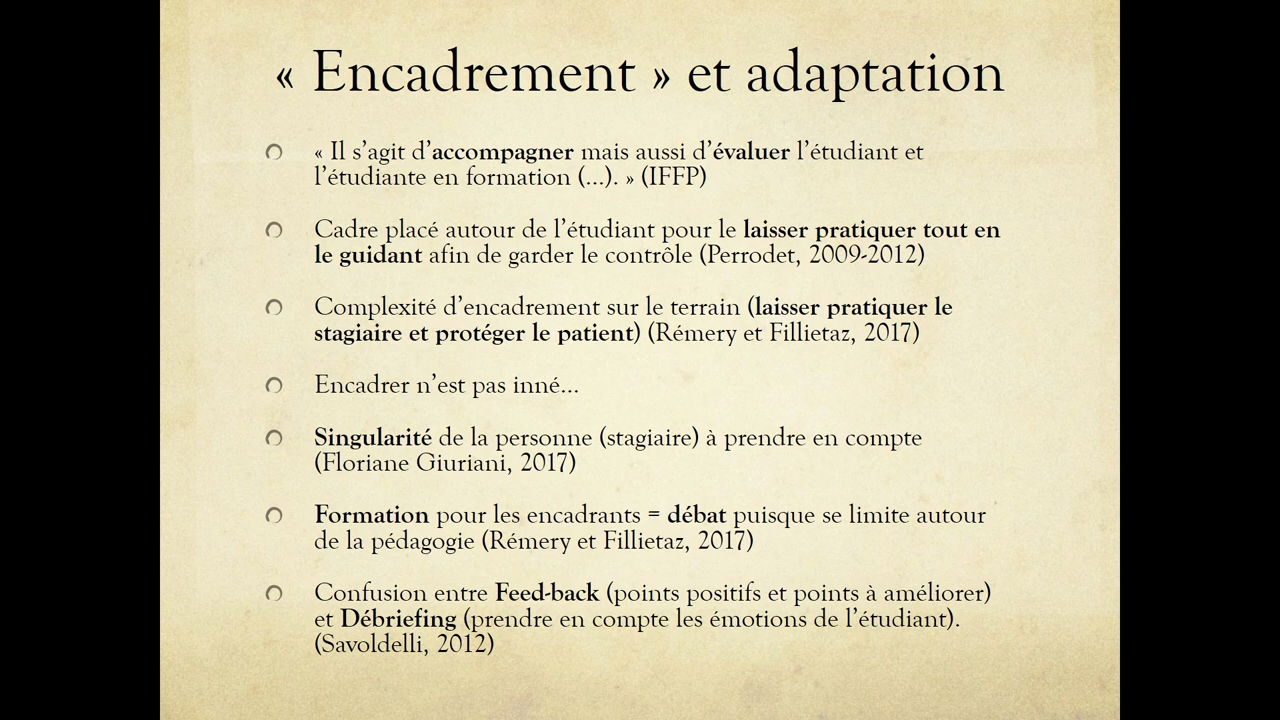 « Encadrement » et adaptation
« Il s’agit d’accompagner mais aussi d’évaluer l’étudiant et
l’étudiante en formation (…). » (IFFP)
Cadre placé autour de l’étudiant pour le laisser pratiquer tout en
le guidant afin de garder le contrôle (Perrodet, 2009-2012)
Complexité d’encadrement sur le terrain (laisser pratiquer le
stagiaire et protéger le patient) (Rémery et Fillietaz, 2017)
Encadrer n’est pas inné…
Singularité de la personne (stagiaire) à prendre en compte
(Floriane Giuriani, 2017)
Formation pour les encadrants = débat puisque se limite autour
de la pédagogie (Rémery et Fillietaz, 2017)
Confusion entre Feed-back (points positifs et points à améliorer)
et Débriefing (prendre en compte les émotions de l’étudiant).
(Savoldelli, 2012)